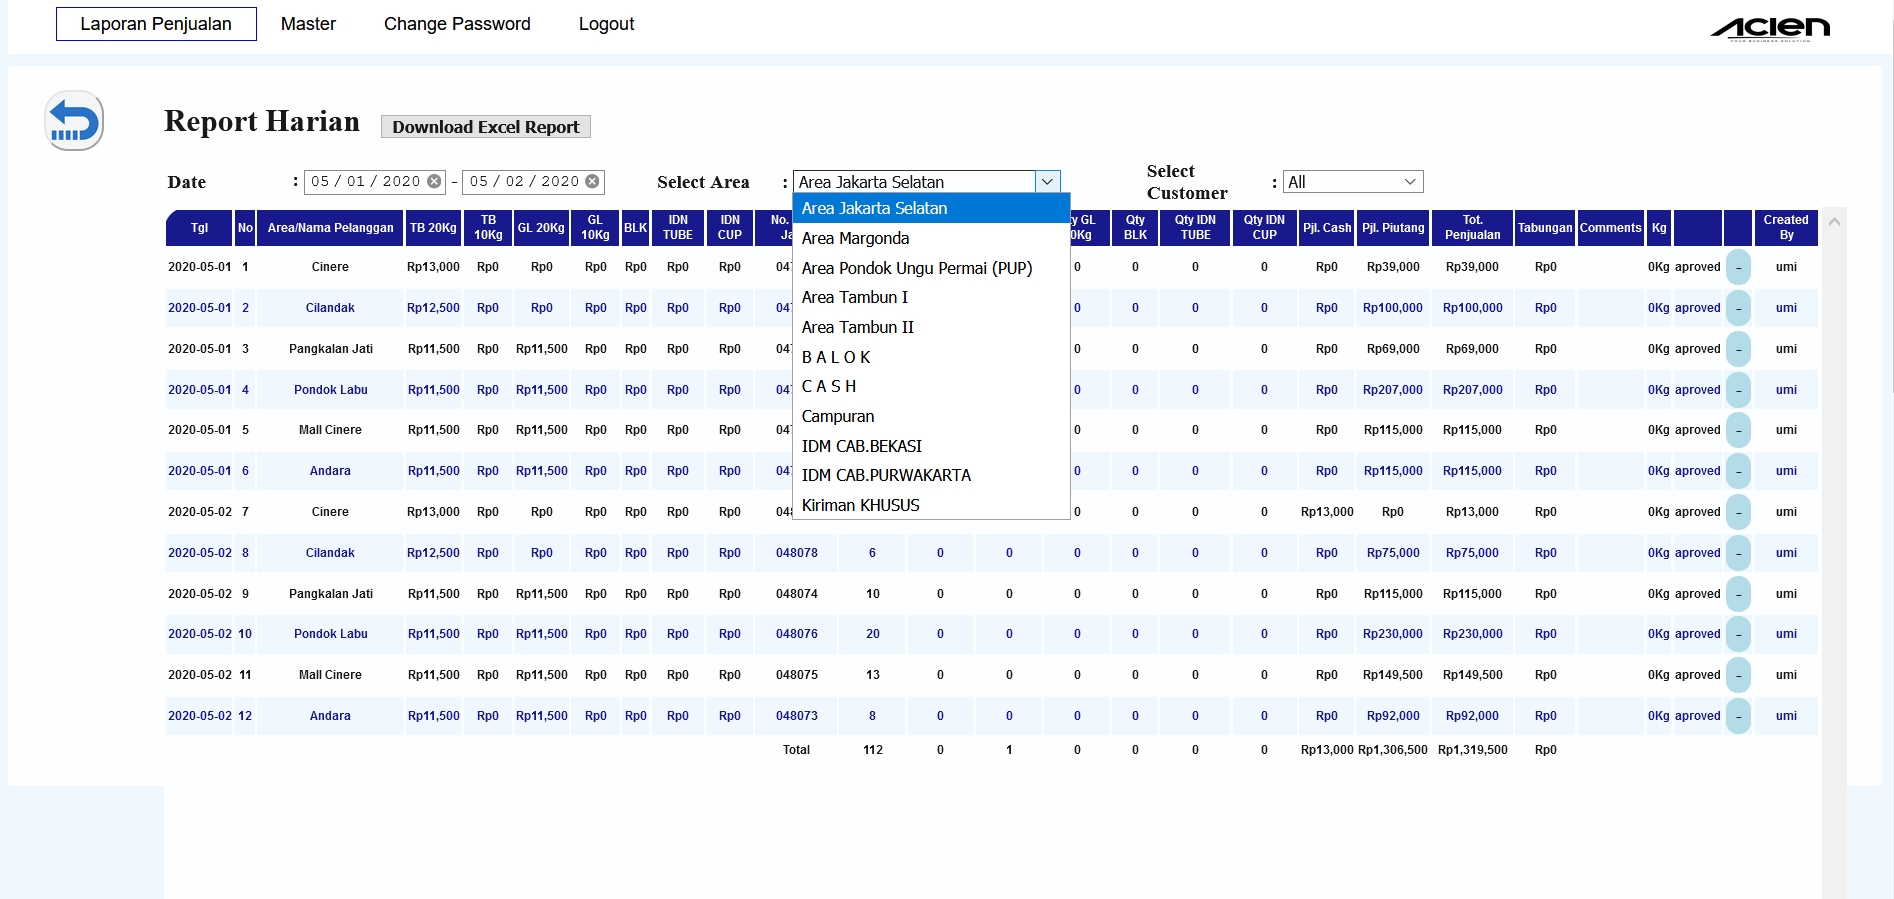 Laporan Penjualan Master Change Password Logout
ACIEN
Report Harian Download Excel Report
Date : 05 / 01 / 2020 - 05 / 02 / 2020 Select Area : Area Jakarta Selatan Select Customer : All
Area Jakarta Selatan
Area Margonda
Area Pondok Ungu Permai (PUP)
Area Tambun I
Area Tambun II
B A L O K
C A S H
Campuran
IDM CAB.BEKASI
IDM CAB.PURWAKARTA
Kiriman KHUSUS
Tgl No Area/Nama Pelanggan TB 20Kg TB 10Kg GL 20Kg GL 10Kg BLK IDN TUBE IDN CUP No. GL Qty BLK Qty IDN TUBE Qty IDN CUP Pjl. Cash Pjl. Piutang Tot. Penjualan Tabungan Comments Kg Created By
2020-05-01 1 Cinere Rp13,000 Rp0 Rp0 Rp0 Rp0 Rp0 Rp0 0 0 0 0 Rp0 Rp39,000 Rp39,000 Rp0 0Kg aproved - umi
2020-05-01 2 Cilandak Rp12,500 Rp0 Rp0 Rp0 Rp0 Rp0 Rp0 0 0 0 0 Rp0 Rp100,000 Rp100,000 Rp0 0Kg aproved - umi
2020-05-01 3 Pangkalan Jati Rp11,500 Rp0 Rp11,500 Rp0 Rp0 Rp0 Rp0 0 0 0 0 Rp0 Rp69,000 Rp69,000 Rp0 0Kg aproved - umi
2020-05-01 4 Pondok Labu Rp11,500 Rp0 Rp11,500 Rp0 Rp0 Rp0 Rp0 0 0 0 0 Rp0 Rp207,000 Rp207,000 Rp0 0Kg aproved - umi
2020-05-01 5 Mall Cinere Rp11,500 Rp0 Rp11,500 Rp0 Rp0 Rp0 Rp0 0 0 0 0 Rp0 Rp115,000 Rp115,000 Rp0 0Kg aproved - umi
2020-05-01 6 Andara Rp11,500 Rp0 Rp11,500 Rp0 Rp0 Rp0 Rp0 0 0 0 0 Rp0 Rp115,000 Rp115,000 Rp0 0Kg aproved - umi
2020-05-02 7 Cinere Rp13,000 Rp0 Rp0 Rp0 Rp0 Rp0 Rp0 0 0 0 0 Rp13,000 Rp0 Rp13,000 Rp0 0Kg aproved - umi
2020-05-02 8 Cilandak Rp12,500 Rp0 Rp0 Rp0 Rp0 Rp0 Rp0 048078 6 0 0 0 0 0 0 Rp0 Rp75,000 Rp75,000 Rp0 0Kg aproved - umi
2020-05-02 9 Pangkalan Jati Rp11,500 Rp0 Rp11,500 Rp0 Rp0 Rp0 Rp0 048074 10 0 0 0 0 0 0 Rp0 Rp115,000 Rp115,000 Rp0 0Kg aproved - umi
2020-05-02 10 Pondok Labu Rp11,500 Rp0 Rp11,500 Rp0 Rp0 Rp0 Rp0 048076 20 0 0 0 0 0 0 Rp0 Rp230,000 Rp230,000 Rp0 0Kg aproved - umi
2020-05-02 11 Mall Cinere Rp11,500 Rp0 Rp11,500 Rp0 Rp0 Rp0 Rp0 048075 13 0 0 0 0 0 0 Rp0 Rp149,500 Rp149,500 Rp0 0Kg aproved - umi
2020-05-02 12 Andara Rp11,500 Rp0 Rp11,500 Rp0 Rp0 Rp0 Rp0 048073 8 0 0 0 0 0 0 Rp0 Rp92,000 Rp92,000 Rp0 0Kg aproved - umi
Total 112 0 1 0 0 0 0 Rp13,000 Rp1,306,500 Rp1,319,500 Rp0